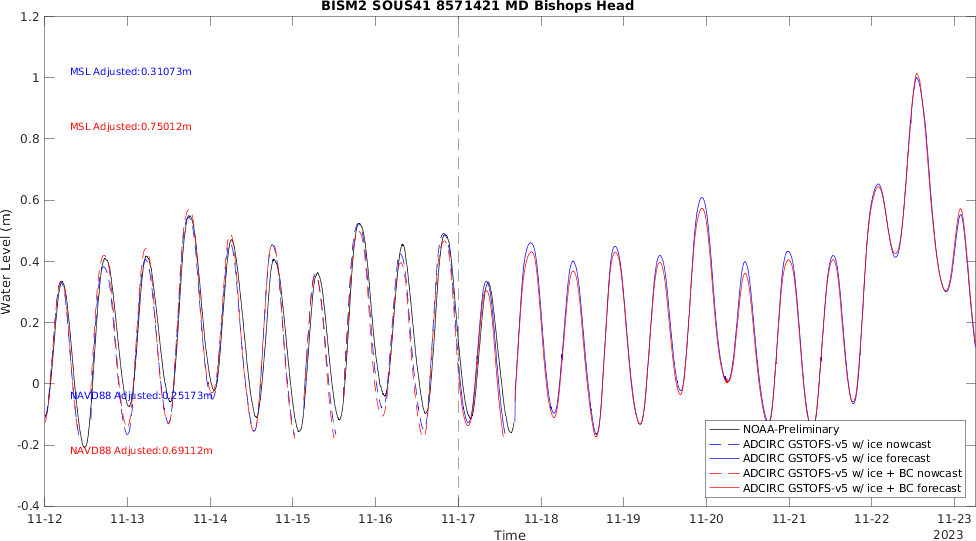 BISM2 SOUS41 8571421 MD Bishops Head
1.2
1
0.8
0.6
0.4
0.2
0
-0.2
-0.4
Water Level (m)
MSL Adjusted:0.31073m
MSL Adjusted:0.75012m
NAVD88 Adjusted:0.25173m
NAVD88 Adjusted:0.69112m
NOAA-Preliminary
ADCIRC GSTOFS-v5 w/ ice nowcast
ADCIRC GSTOFS-v5 w/ ice forecast
ADCIRC GSTOFS-v5 w/ ice + BC nowcast
ADCIRC GSTOFS-v5 w/ ice + BC forecast
11-12 11-13 11-14 11-15 11-16 11-17 11-18 11-19 11-20 11-21 11-22 11-23
Time
2023